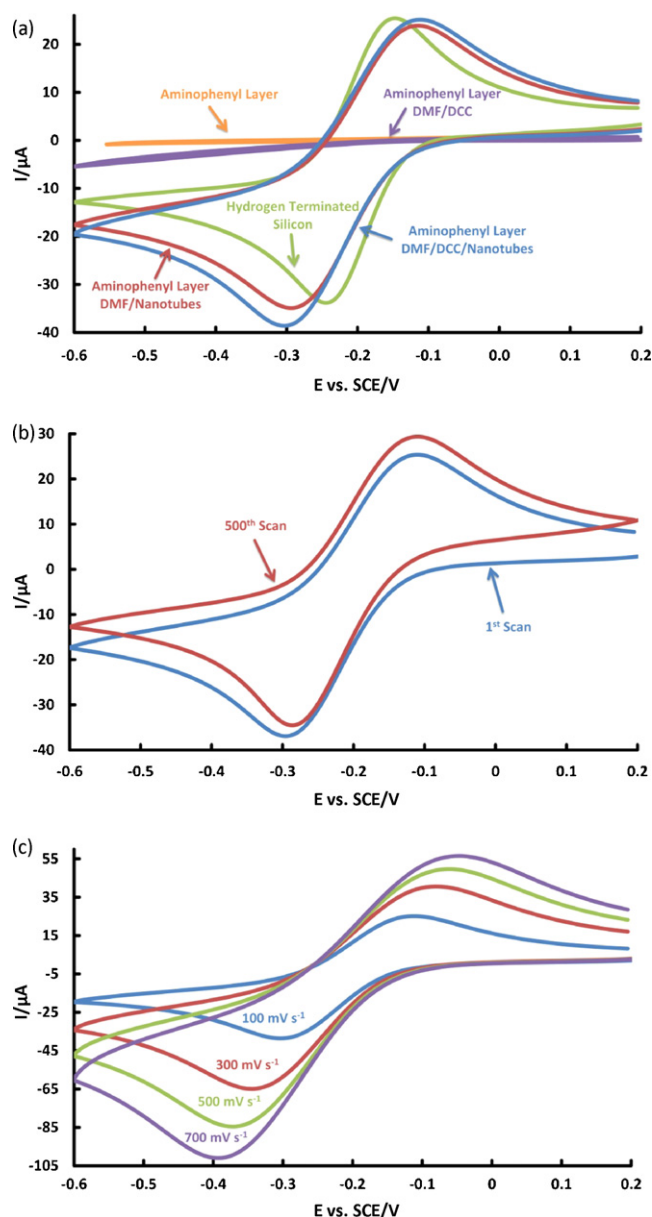 (a)
20
10
0
-10
-20
-30
-40
I/µA
Aminophenyl Layer
Aminophenyl Layer
DMF/DCC
Hydrogen Terminated
Silicon
Aminophenyl Layer
DMF/DCC/Nanotubes
Aminophenyl Layer
DMF/Nanotubes
-0.6 -0.5 -0.4 -0.3 -0.2 -0.1 0.0 0.1 0.2
E vs. SCE/V
(b)
30
20
10
0
-10
-20
-30
-40
I/µA
500th Scan
1st Scan
-0.6 -0.5 -0.4 -0.3 -0.2 -0.1 0 0.1 0.2
E vs. SCE/V
(c)
55
35
15
-5
-25
-45
-65
-85
-105
I/µA
100 mV s-1
300 mV s-1
500 mV s-1
700 mV s-1
-0.6 -0.5 -0.4 -0.3 -0.2 -0.1 0.0 0.1 0.2
E vs. SCE/V